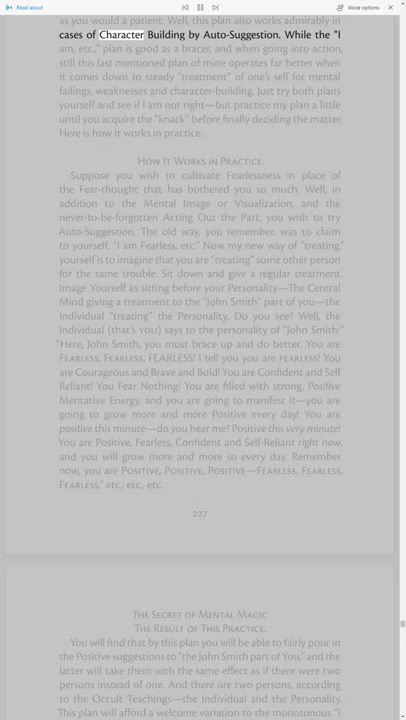 Read aloud
Voice options
as you would a patient. Well, this plan also works admirably in
cases of Character Building by Auto-Suggestion. While the "I
am, etc.," plan is good as a bracer, and when going into action,
still this last mentioned plan of mine operates far better when
it comes down to steady "treatment" of one's self for mental
failings, weaknesses and character-building. Just try both plans
yourself and see if I am not right—but practice my plan a little
until you acquire the "knack" before finally deciding the matter.
Here is how it works in practice.
How It Works in Practice.
Suppose you wish to cultivate Fearlessness in place of
the Fear-thought that has bothered you so much. Well, in
addition to the Mental Image or Visualization, and the
never-to-be-forgotten Acting Out the Part, you wish to try
Auto-Suggestion. The old way, you remember, was to claim
to yourself, "I am Fearless, etc." Now my new way of "treating"
yourself is to imagine that you are "treating" some other person
for the same trouble. Sit down and give a regular treatment.
Image Yourself as sitting before your Personality—The Central
Mind giving a treatment to the "John Smith" part of you—the
Individual "treating" the Personality. Do you see? Well, the
Individual (that's you) says to the personality of "John Smith:"
"Here, John Smith, you must brace up and do better. You are
Fearless, Fearless, FEARLESS! I tell you you are fearless! You
are Courageous and Brave and Bold! You are Confident and Self
Reliant! You Fear Nothing! You are filled with strong, Positive
Mentative Energy, and you are going to manifest it—you are
going to grow more and more Positive every day! You are
positive this minute—do you hear me? Positive this very minute!
You are Positive, Fearless, Confident and Self-Reliant right now,
and you will grow more and more so every day. Remember
now, you are Positive, Positive, Positive—Fearless, Fearless,
Fearless," etc., etc., etc.
227
The Secret of Mental Magic
The Result of This Practice.
You will find that by this plan you will be able to fairly pour in
the Positive suggestions to "the John Smith part of You," and the
latter will take them with the same effect as if there were two
persons instead of one. And there are two persons, according
to the Occult Teachings—the Individual and the Personality.
This plan will afford a welcome variation to the monotonous "I